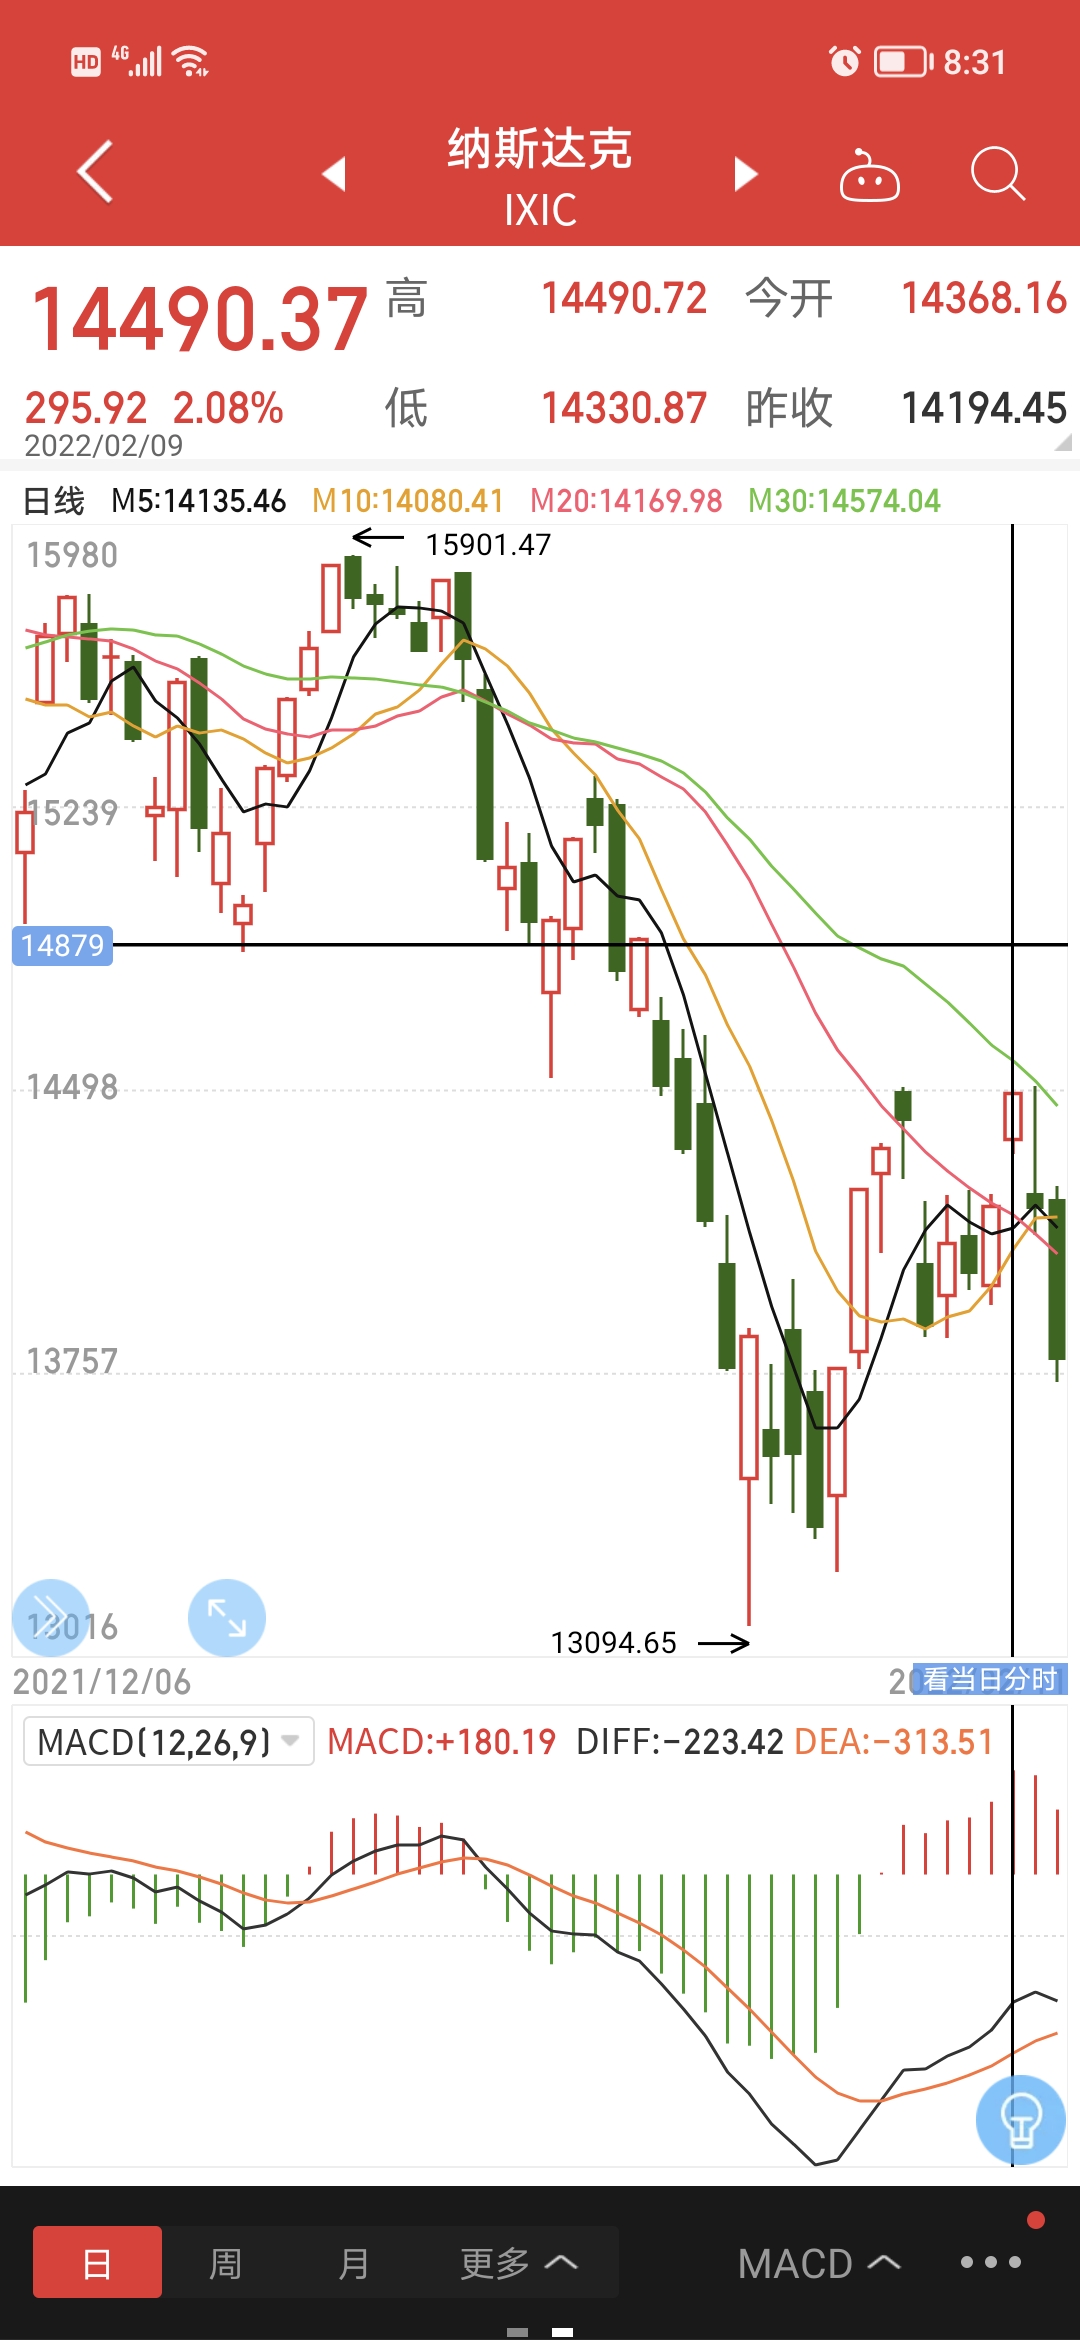 HD 4G 8:31
纳斯达克
IXIC
14490.37 高 14490.72 今开 14368.16
295.92 2.08% 低 14330.87 昨收 14194.45
2022/02/09
日线 M5:14135.46 M10:14080.41 M20:14169.98 M30:14574.04
15980
15901.47
15239
14879
14498
13757
13016
13094.65
2021/12/06 看当日分时
MACD(12,26,9) MACD:+180.19 DIFF:-223.42 DEA:-313.51
日 周 月 更多 MACD